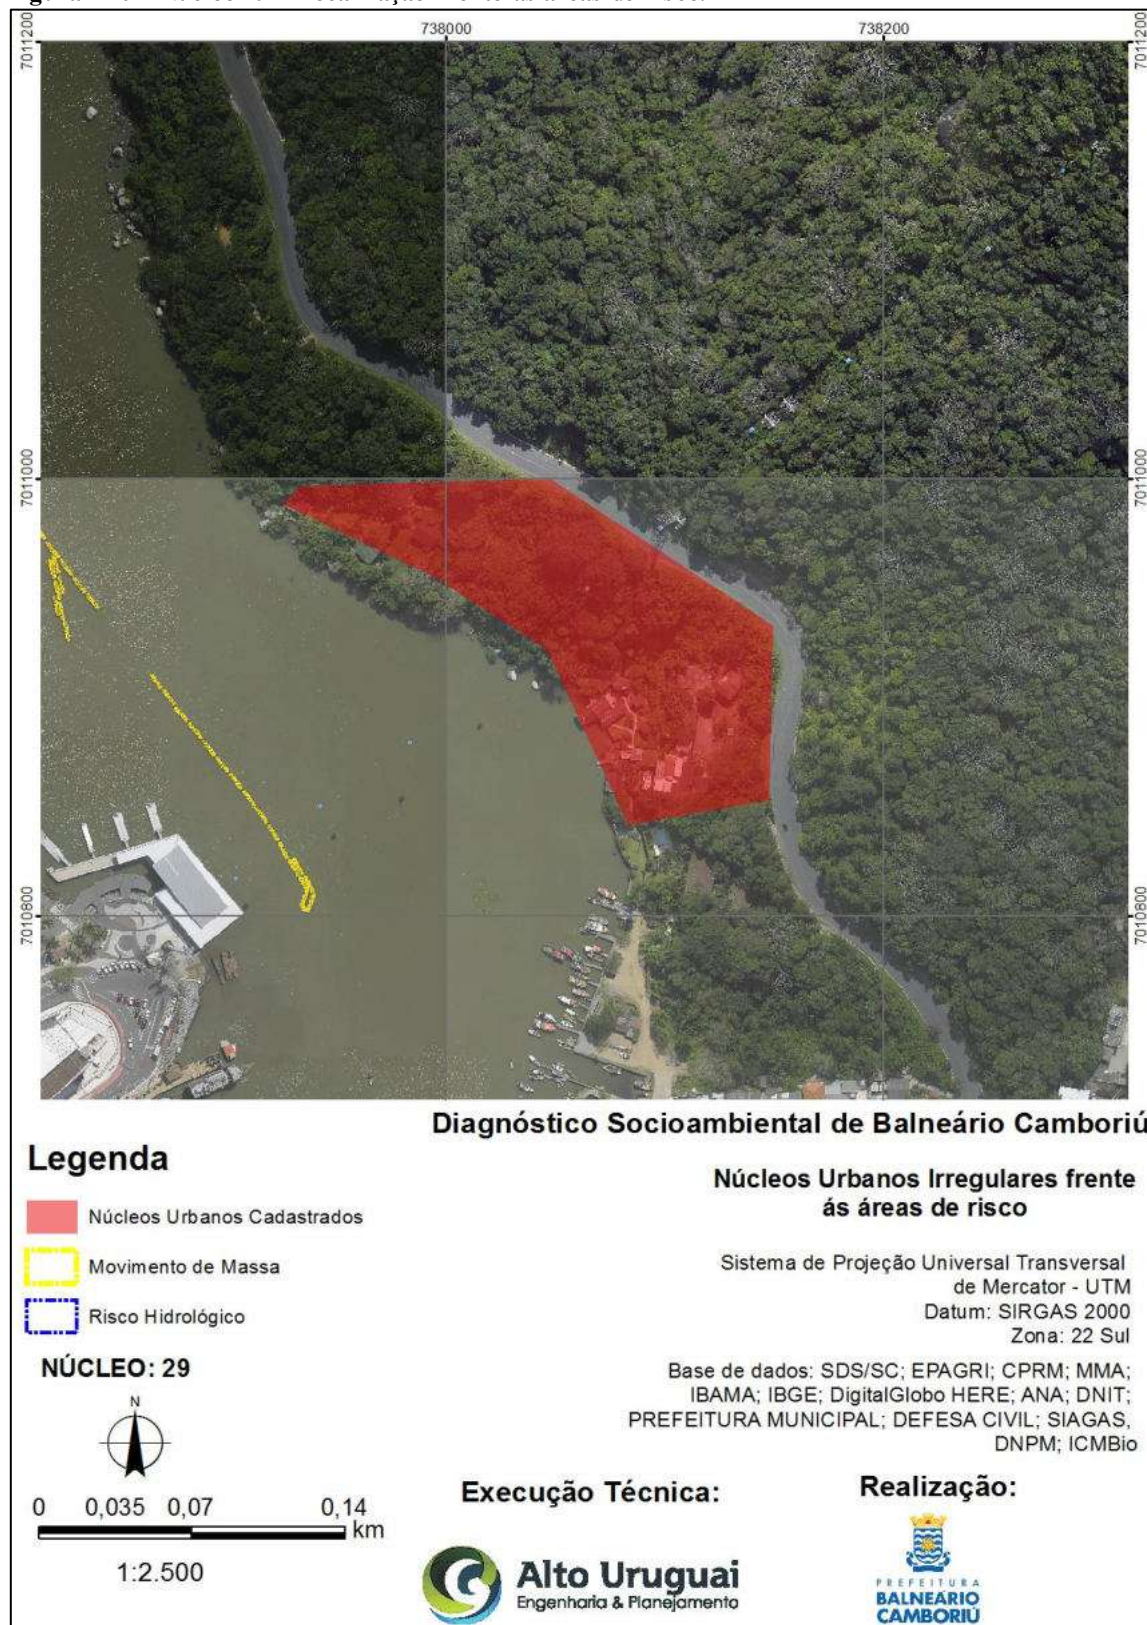 738000
738200
7011200
7011200
7011000
7011000
7010800
7010800
Diagnóstico Socioambiental de Balneário Camboriú
Legenda
Núcleos Urbanos Cadastrados
Movimento de Massa
Risco Hidrológico
NÚCLEO: 29
N
0 0,035 0,07 0,14
km
1:2.500
Núcleos Urbanos Irregulares frente
ás áreas de risco
Sistema de Projeção Universal Transversal
de Mercator - UTM
Datum: SIRGAS 2000
Zona: 22 Sul
Base de dados: SDS/SC; EPAGRI; CPRM; MMA;
IBAMA; IBGE; DigitalGlobo HERE; ANA; DNIT;
PREFEITURA MUNICIPAL; DEFESA CIVIL; SIAGAS,
DNPM; ICMBio
Execução Técnica:
Alto Uruguai
Engenharia & Planejamento
Realização:
PREFEITURA
BALNEÁRIO
CAMBORIÚ